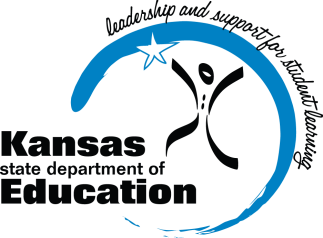 leadership and support for student learning
Kansas
state department of
Education